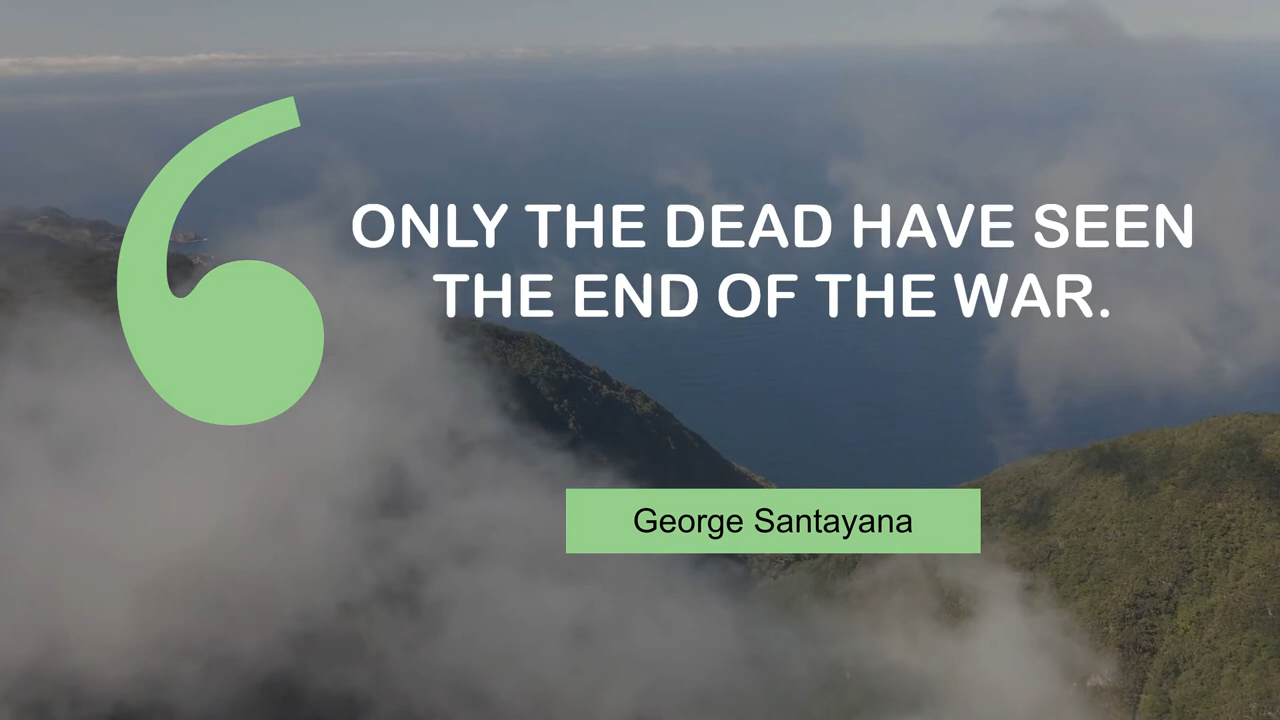 ONLY THE DEAD HAVE SEEN
THE END OF THE WAR.
George Santayana